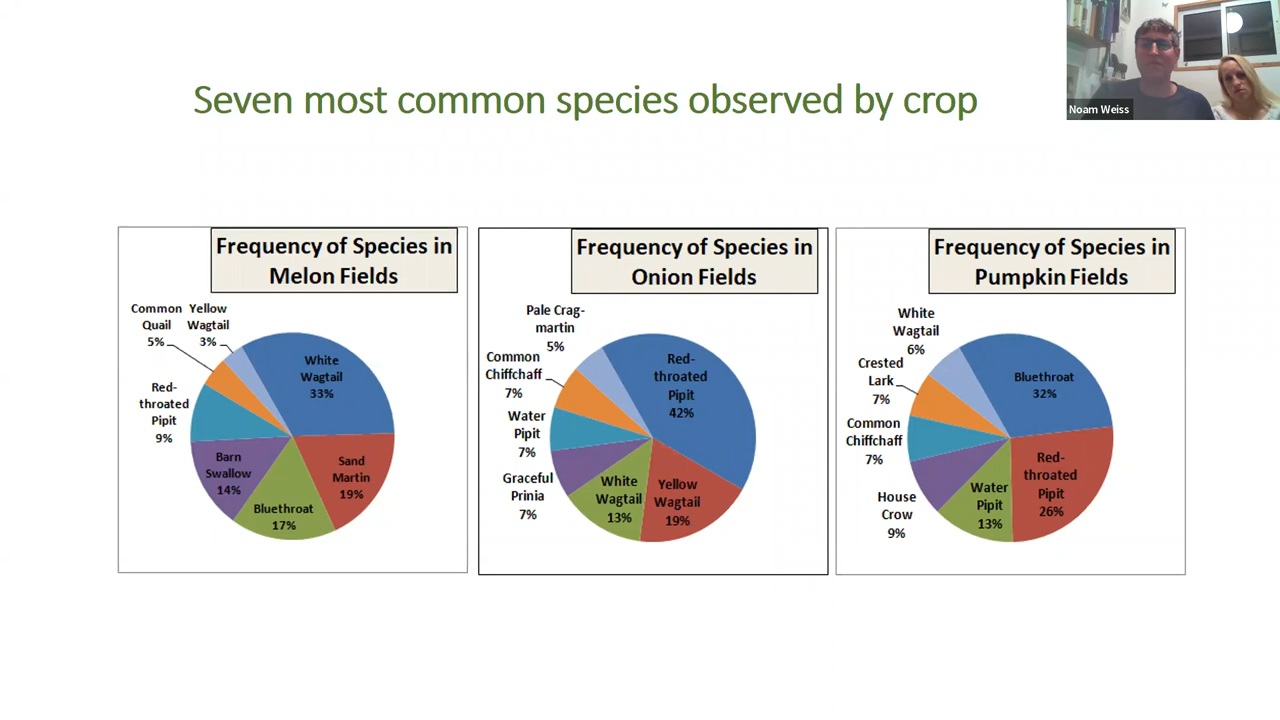 Seven most common species observed by crop
Noam Weiss
Frequency of Species in
Melon Fields
Common
Quail
5%
Yellow
Wagtail
3%
White
Wagtail
33%
Red-
throated
Pipit
9%
Barn
Swallow
14%
Sand
Martin
19%
Bluethroat
17%
Frequency of Species in
Onion Fields
Pale Crag-
martin
5%
Common
Chiffchaff
7%
Red-
throated
Pipit
42%
Water
Pipit
7%
Graceful
Prinia
7%
White
Wagtail
13%
Yellow
Wagtail
19%
Frequency of Species in
Pumpkin Fields
White
Wagtail
6%
Crested
Lark
7%
Bluethroat
32%
Common
Chiffchaff
7%
Red-
throated
Pipit
26%
House
Crow
9%
Water
Pipit
13%